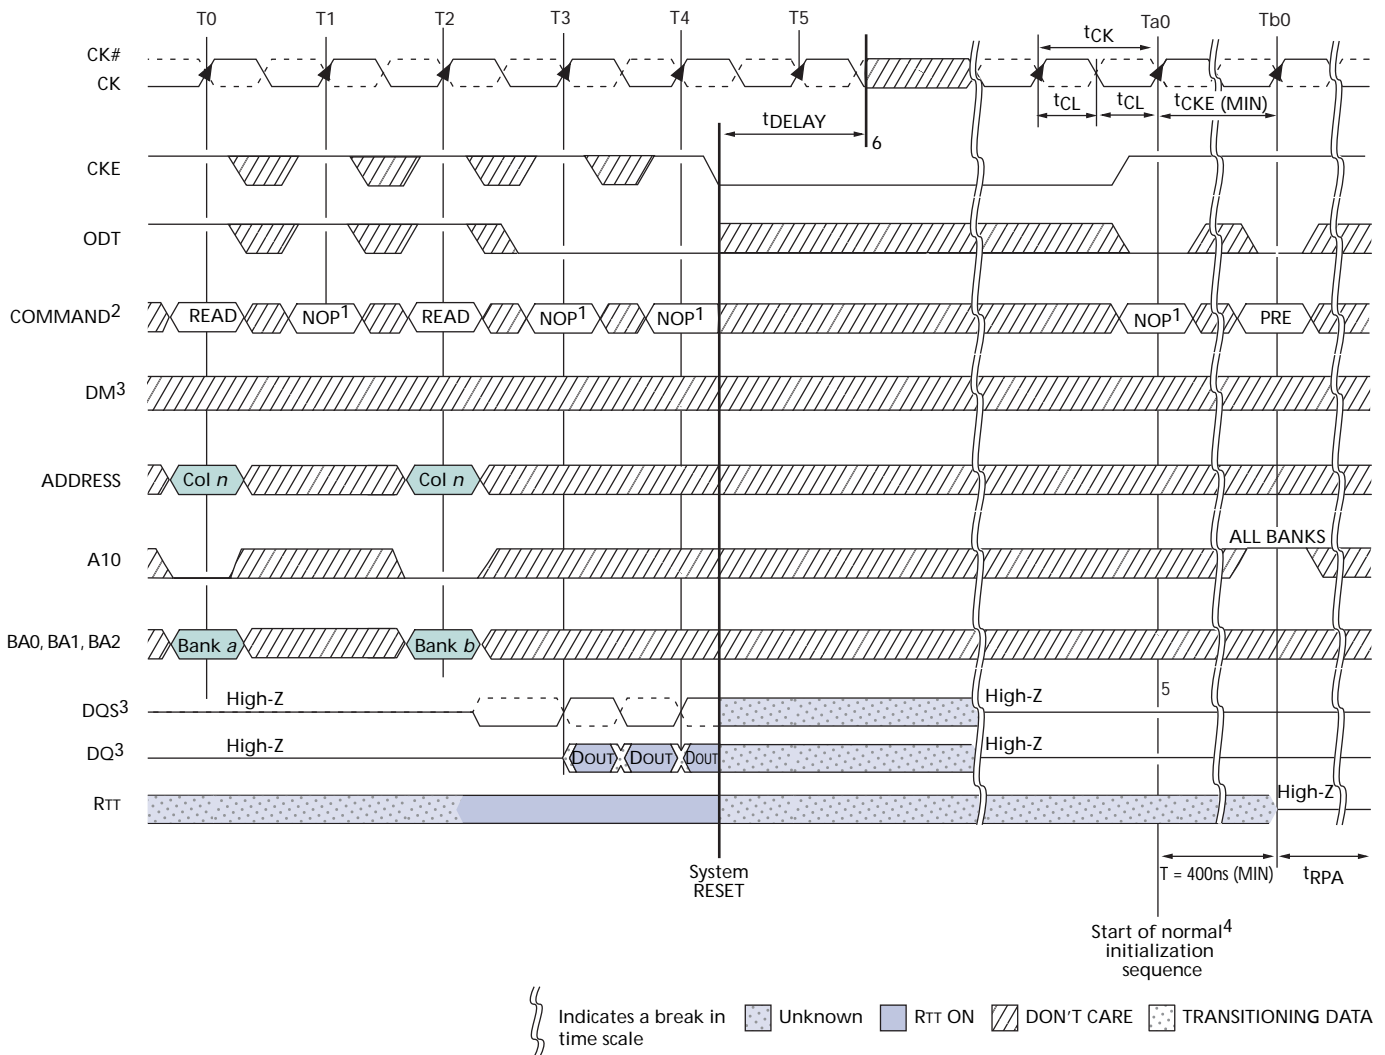 T0 T1 T2 T3 T4 T5 Ta0 Tb0
CK#
CK
tCK
tCL tCL tCKE (MIN)
tDELAY
6
CKE
ODT
COMMAND2 READ NOP1 READ NOP1 NOP1 NOP1 PRE
DM3
ADDRESS Col n Col n
A10 ALL BANKS
BA0, BA1, BA2 Bank a Bank b
DQS3 High-Z High-Z 5
DQ3 High-Z DOUT DOUT DOUT High-Z
RTT High-Z
System
RESET
T = 400ns (MIN) tRPA
Start of normal4
initialization
sequence
Indicates a break in
time scale
Unknown
RTT ON
DON'T CARE
TRANSITIONING DATA